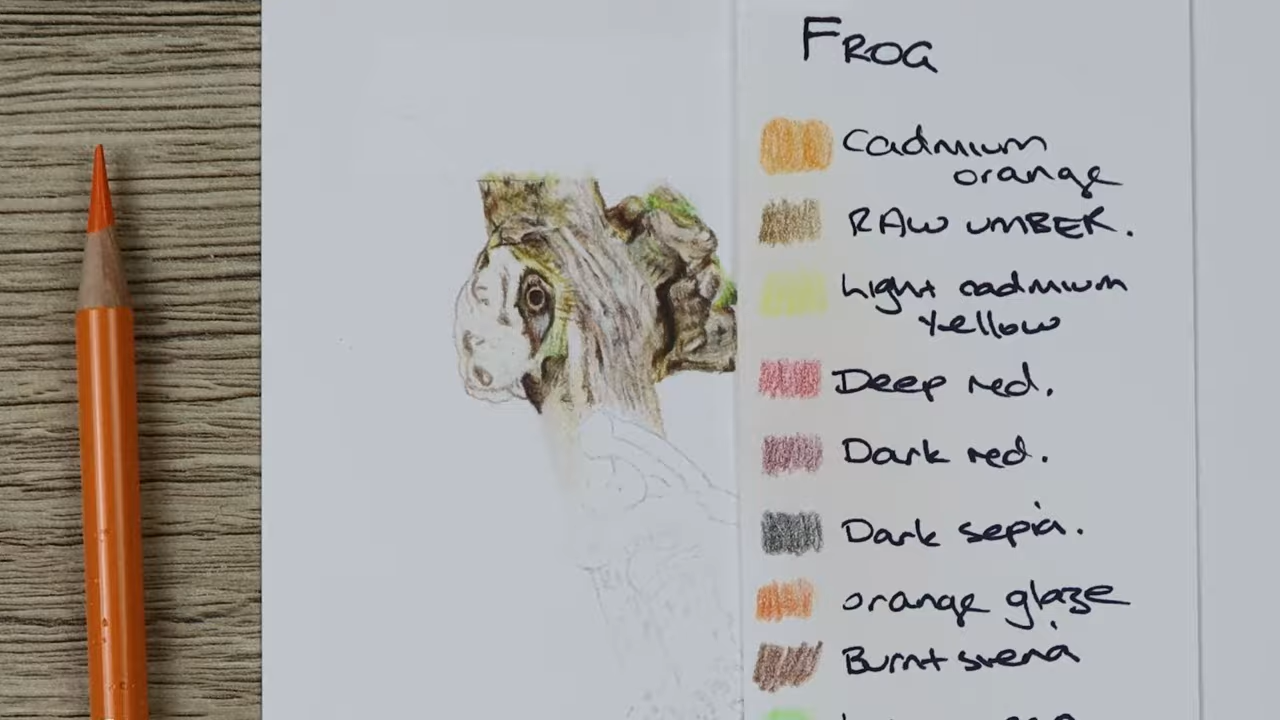 FROG
Cadmium
orange
RAW UMBER.
Light cadmium
Yellow
Deep red.
Dark red.
Dark sepia.
orange glaze
Burnt siena